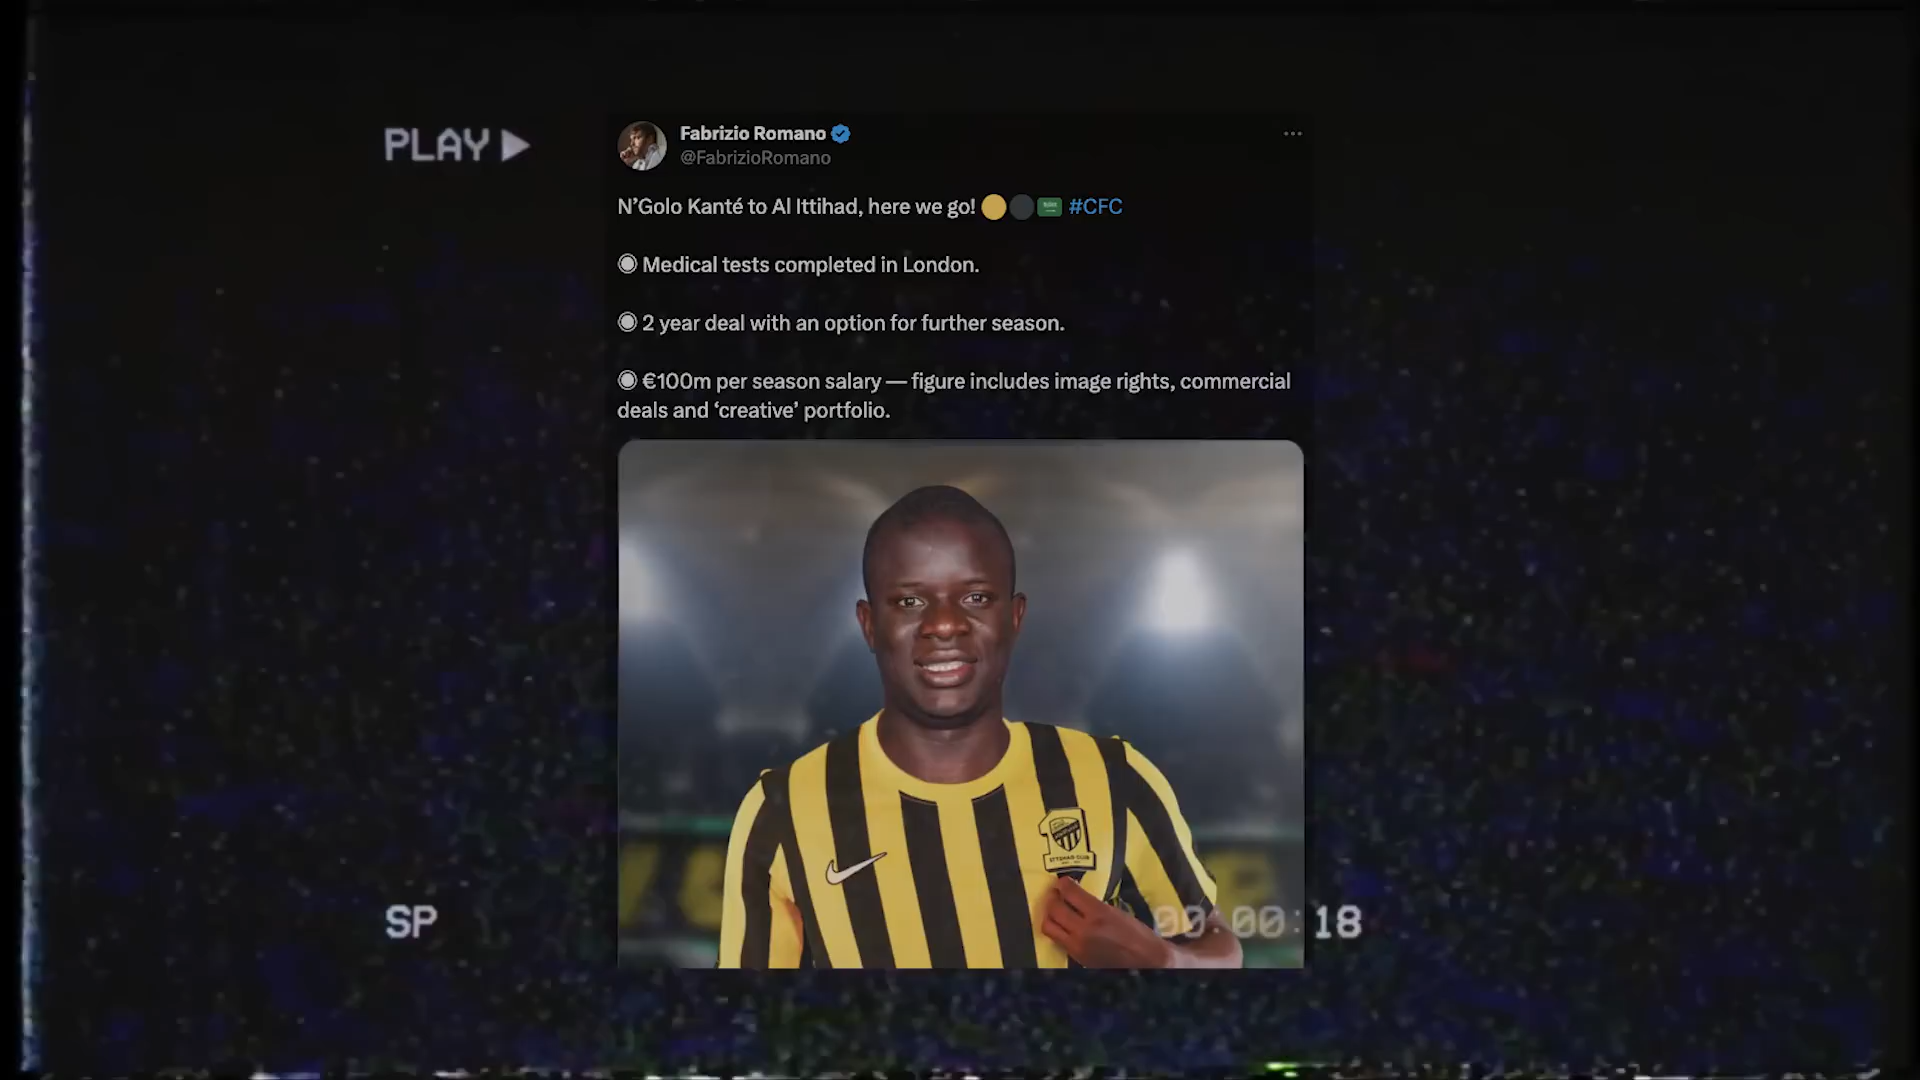 PLAY
Fabrizio Romano
@FabrizioRomano
N’Golo Kanté to Al Ittihad, here we go! #CFC
◉ Medical tests completed in London.
◉ 2 year deal with an option for further season.
◉ €100m per season salary — figure includes image rights, commercial
deals and ‘creative’ portfolio.
ITTIHAD CLUB
SP
00:00:18